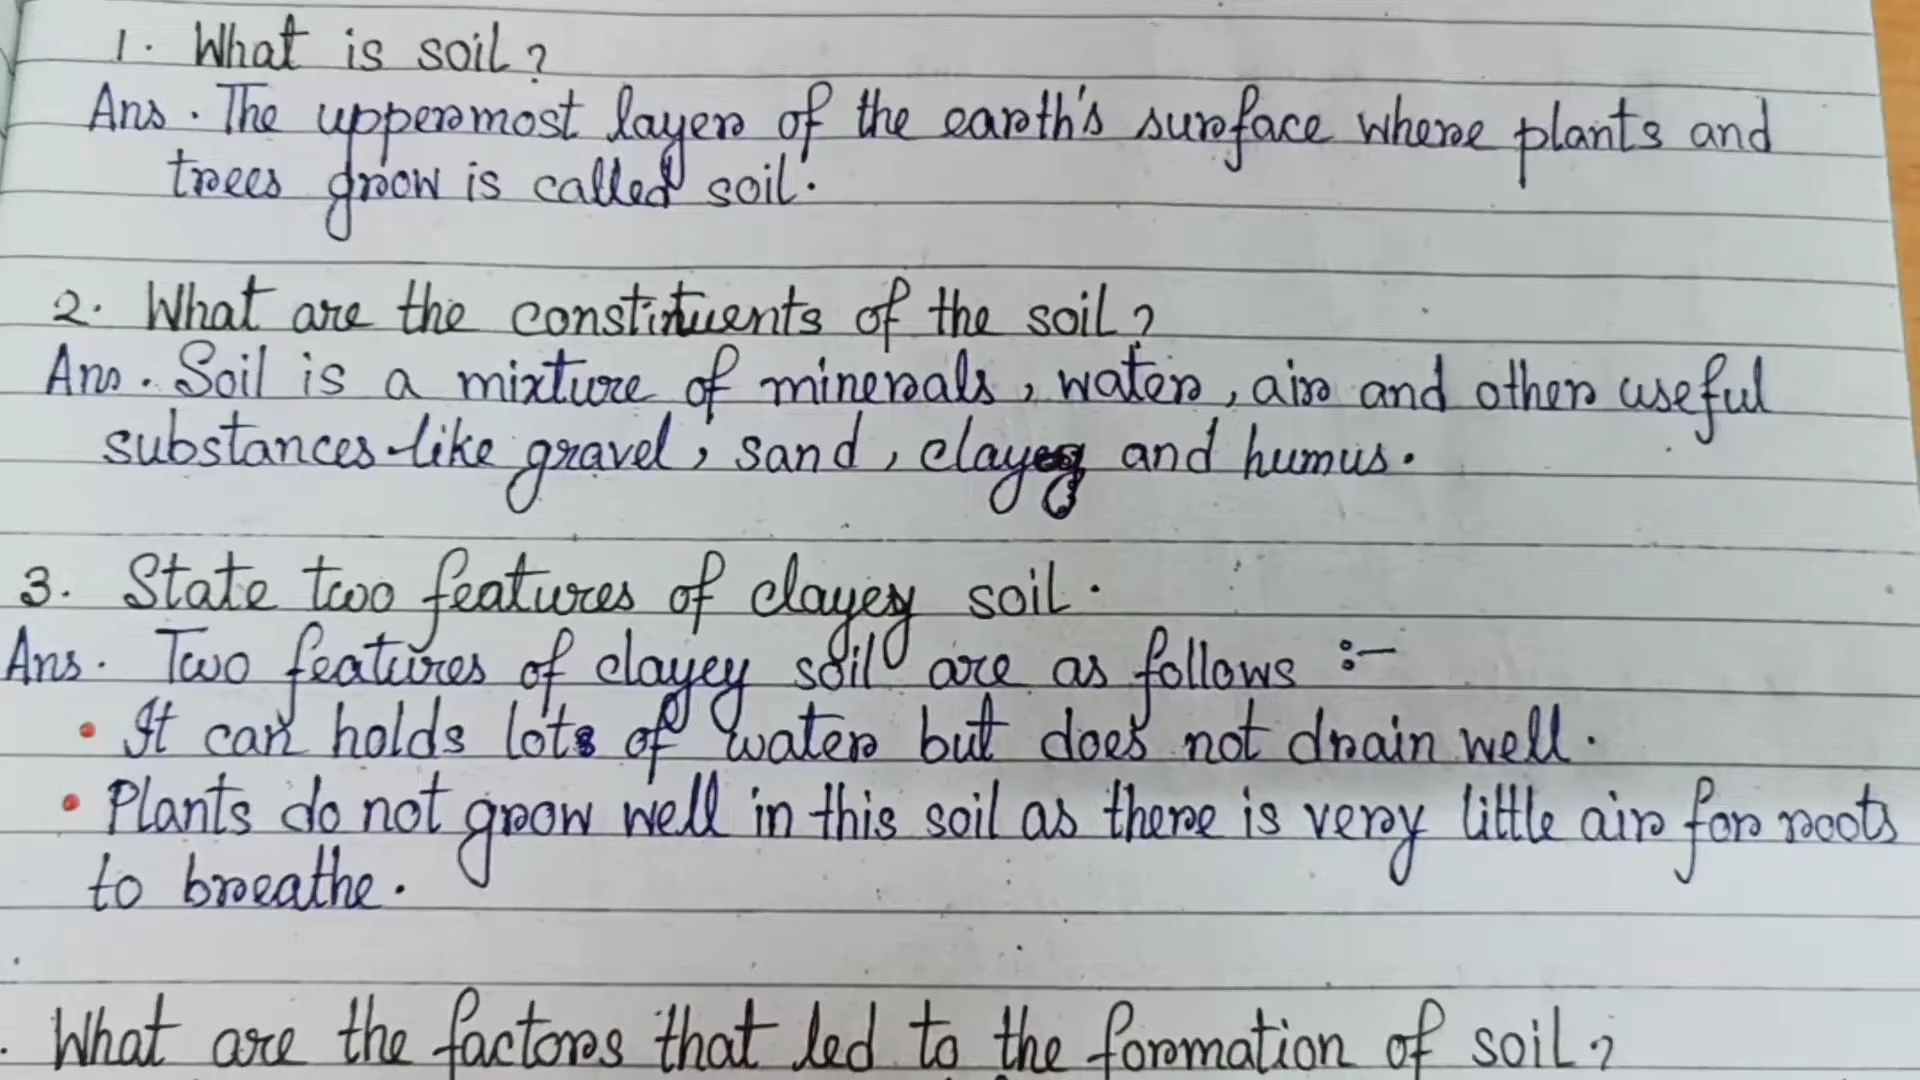 1. What is soil?
Ans. The uppermost layer of the earth's surface where plants and
trees grow is called soil.
2. What are the constituents of the soil?
Ans. Soil is a mixture of minerals, water, air and other useful
substances like gravel, sand, clayey and humus.
3. State two features of clayey soil.
Ans. Two features of clayey soil are as follows :-
• It can holds lots of water but does not drain well.
• Plants do not grow well in this soil as there is very little air for roots
to breathe.
. What are the factors that led to the formation of soil?